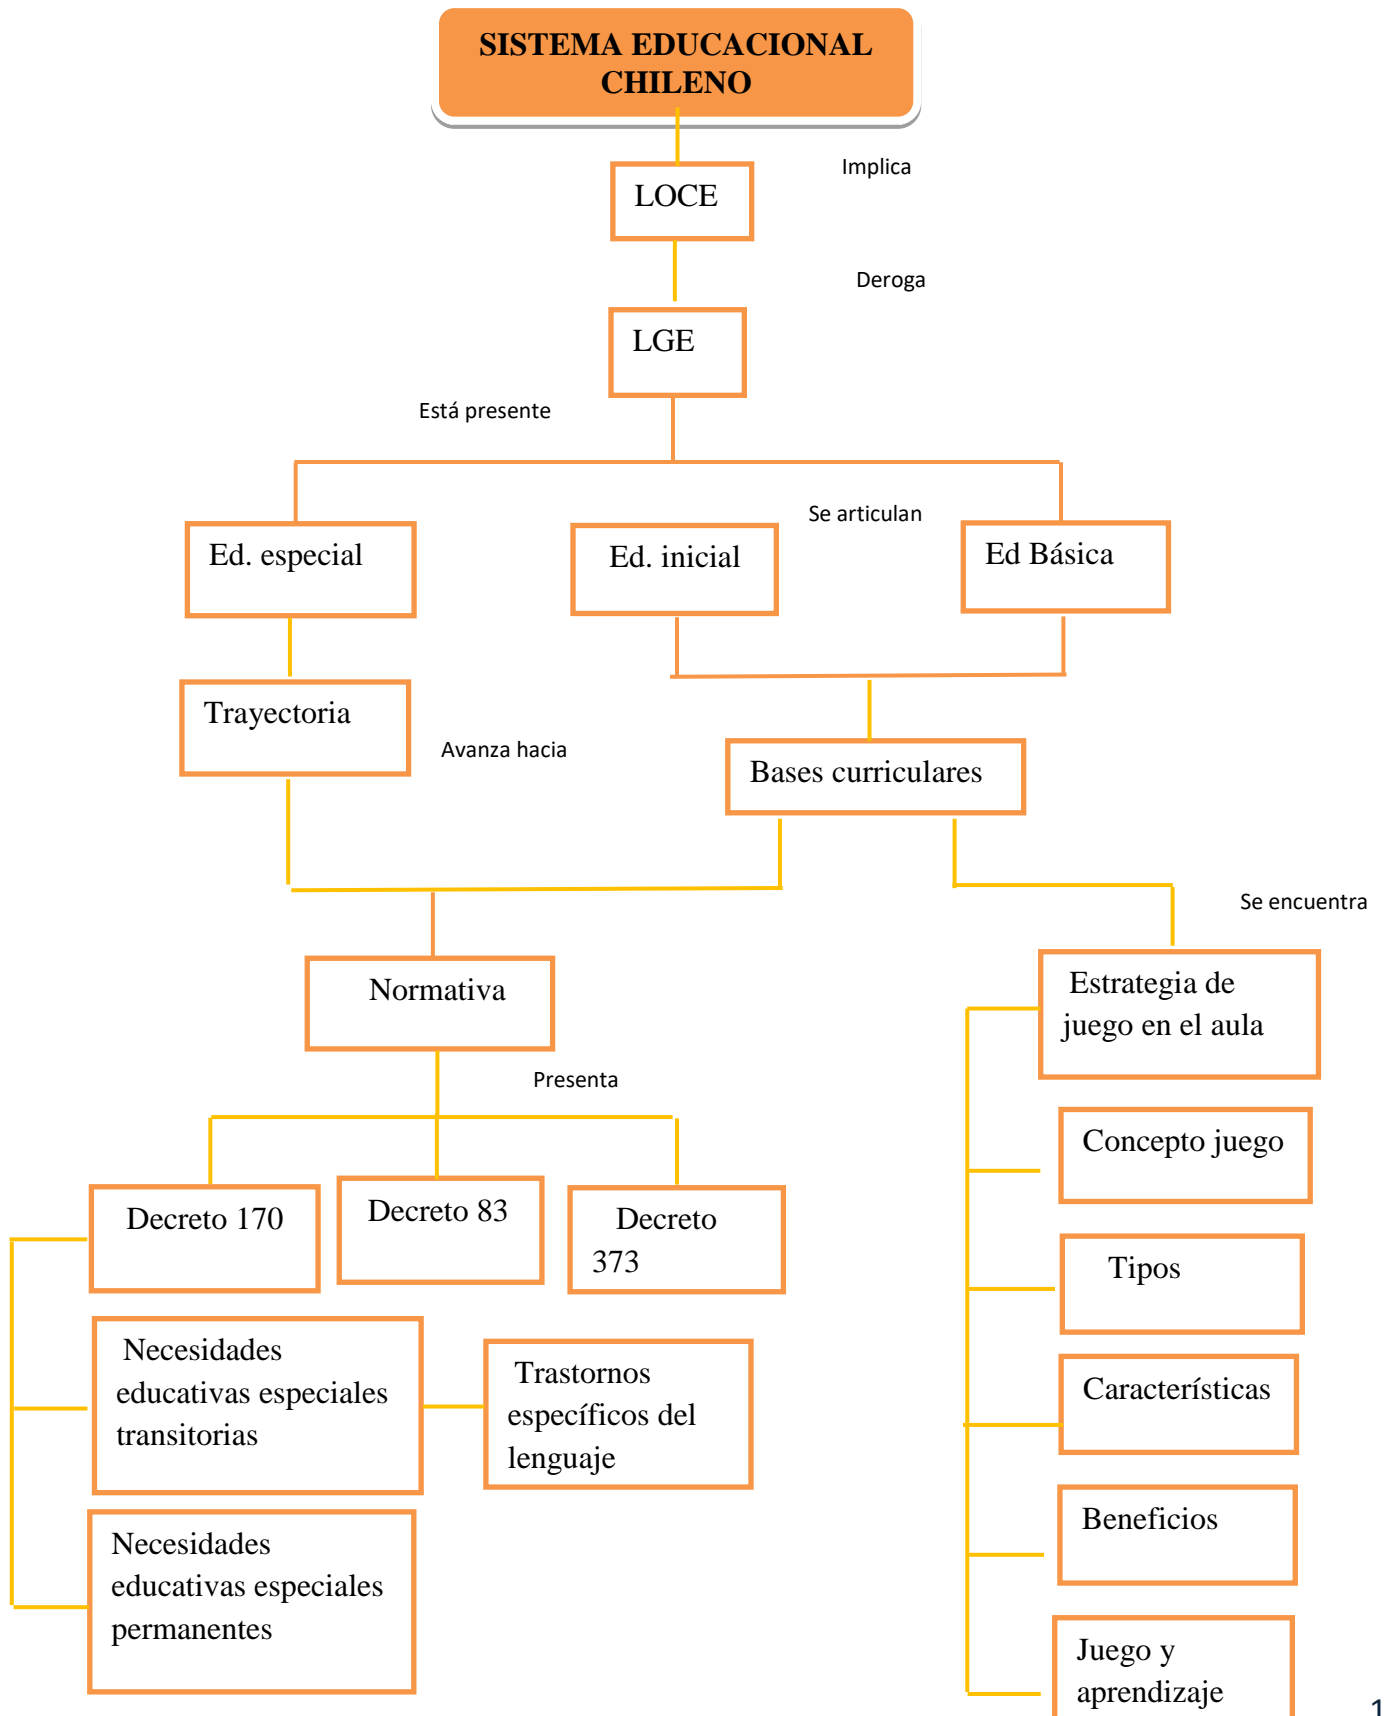 SISTEMA EDUCACIONAL
CHILENO
Implica
LOCE
Deroga
LGE
Está presente
Se articulan
Ed. especial
Ed. inicial
Ed Básica
Trayectoria
Avanza hacia
Bases curriculares
Se encuentra
Normativa
Estrategia de
juego en el aula
Presenta
Concepto juego
Decreto 170
Decreto 83
Decreto
373
Tipos
Necesidades
educativas especiales
transitorias
Trastornos
específicos del
lenguaje
Características
Beneficios
Necesidades
educativas especiales
permanentes
Juego y
aprendizaje
1